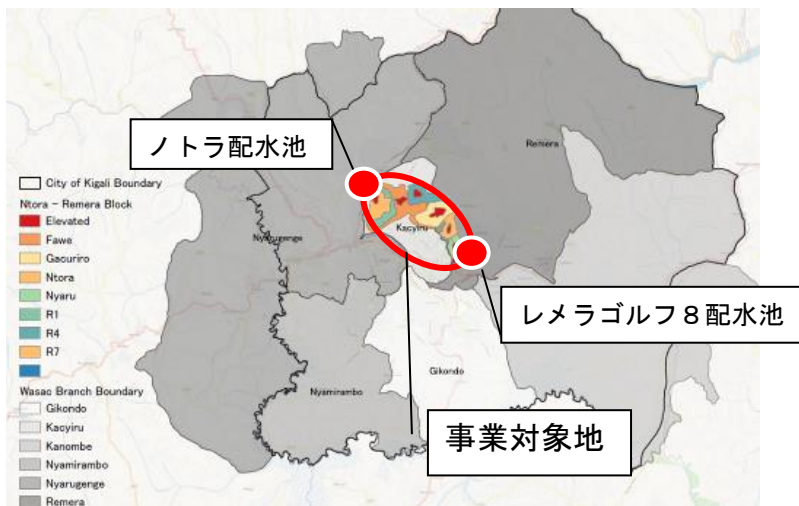 ノトラ配水池
Remera
City of Kigali Boundary
Ntora - Remera Block
Elevated
Fawe
Gacuriro
Ntora
Nyaru
R1
R4
R7
Kacyiru
Nyarugenge
レメラゴルフ8配水池
Wasac Branch Boundary
Gikondo
Kacyiru
Kanombe
Nyamirambo
Nyarugenge
Remera
Gikondo
Nyamirambo
事業対象地